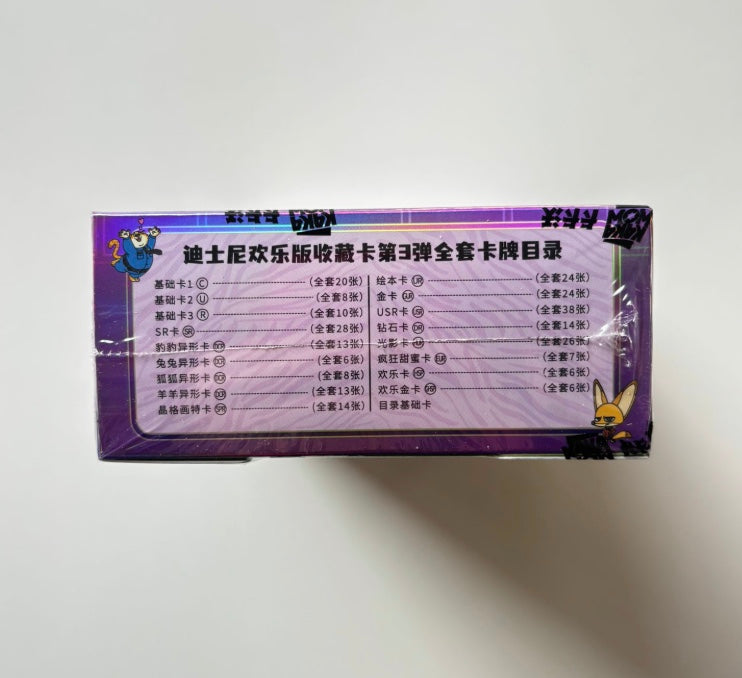 迪士尼欢乐版收藏卡第3弹全套卡牌目录
基础卡1 C (全套20张)
基础卡2 U (全套8张)
基础卡3 R (全套10张)
SR卡 SR (全套28张)
豹豹异形卡 (全套13张)
兔兔异形卡 (全套6张)
狐狐异形卡 (全套8张)
羊羊异形卡 (全套13张)
晶格画特卡 SPR (全套14张)
绘本卡 UR (全套24张)
金卡 (全套24张)
USR卡 USR (全套38张)
钻石卡 DR (全套14张)
光影卡 (全套26张)
疯狂甜蜜卡 (全套7张)
欢乐卡 HSP (全套6张)
欢乐金卡 (全套6张)
目录基础卡